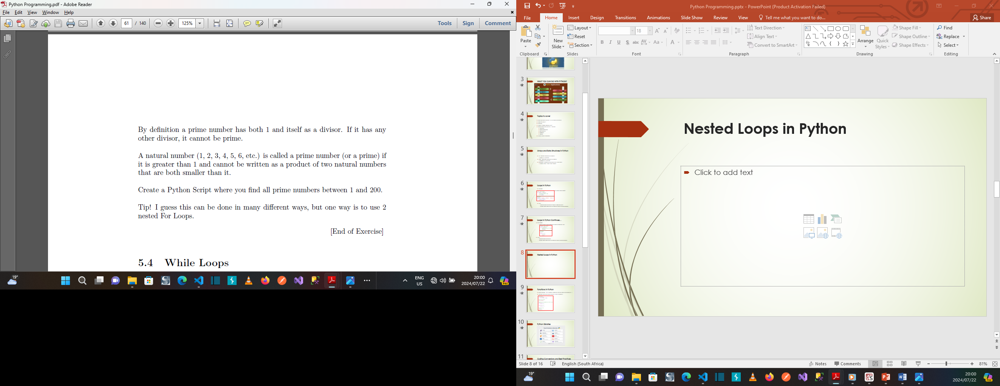 Python Programming.pdf - Adobe Reader
File Edit View Window Help
61 / 140
125%
Tools Sign Comment
By definition a prime number has both 1 and itself as a divisor. If it has any
other divisor, it cannot be prime.
A natural number (1, 2, 3, 4, 5, 6, etc.) is called a prime number (or a prime) if
it is greater than 1 and cannot be written as a product of two natural numbers
that are both smaller than it.
Create a Python Script where you find all prime numbers between 1 and 200.
Tip! I guess this can be done in many different ways, but one way is to use 2
nested For Loops.
[End of Exercise]
5.4 While Loops
19°
ENG
US
20:00
2024/07/22
PRE
Python Programming.pptx - PowerPoint (Product Activation Failed)
File Home Insert Design Transitions Animations Slide Show Review View Tell me what you want to do... Share
Paste
Clipboard
New
Slide
Layout
Reset
Section
Slides
18
Font
Text Direction
Align Text
Convert to SmartArt
Paragraph
Arrange
Quick
Styles
Shape Fill
Shape Outline
Shape Effects
Drawing
Find
Replace
Select
Editing
3
WHAT YOU CAN DO WITH PYTHON?
4
Topics to cover
5
Arrays and Data Structures in Python
6
Loops in Python
7
Loops in Python Continues...
8
Nested Loops in Python
9
Functions in Python
10
Python Libraries
11
Coding Conventions and Best Practices
Nested Loops in Python
Click to add text
Slide 8 of 16 English (South Africa)
Notes Comments 81%
19°
20:00
2024/07/22
PRE